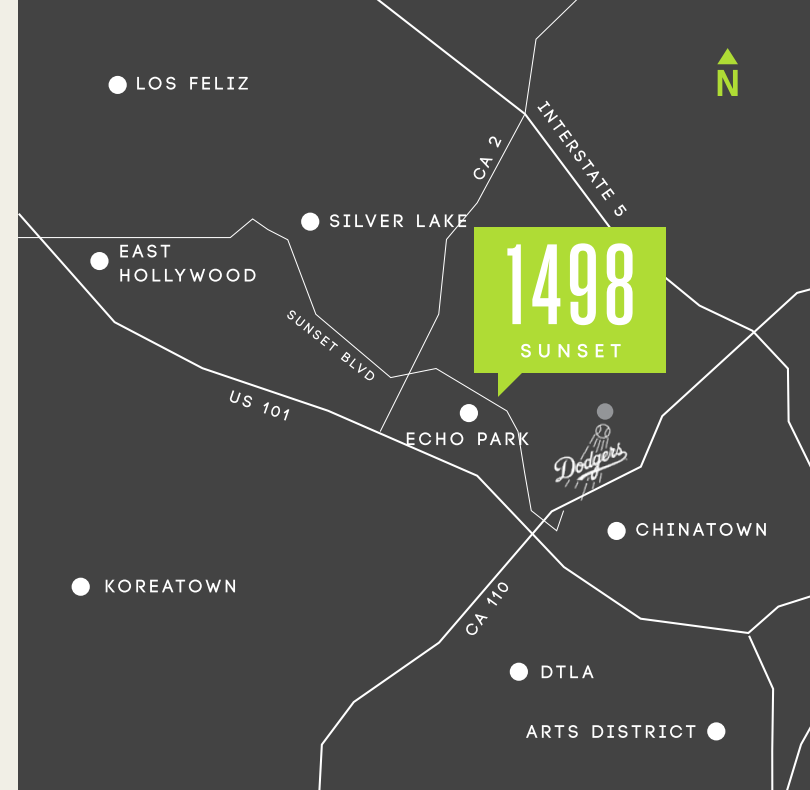 LOS FELIZ
N
INTERSTATE 5
CA 2
SILVER LAKE
EAST
HOLLYWOOD
1498
SUNSET
SUNSET BLVD
US 101
ECHO PARK
Dodgers
CHINATOWN
KOREATOWN
CA 110
DTLA
ARTS DISTRICT